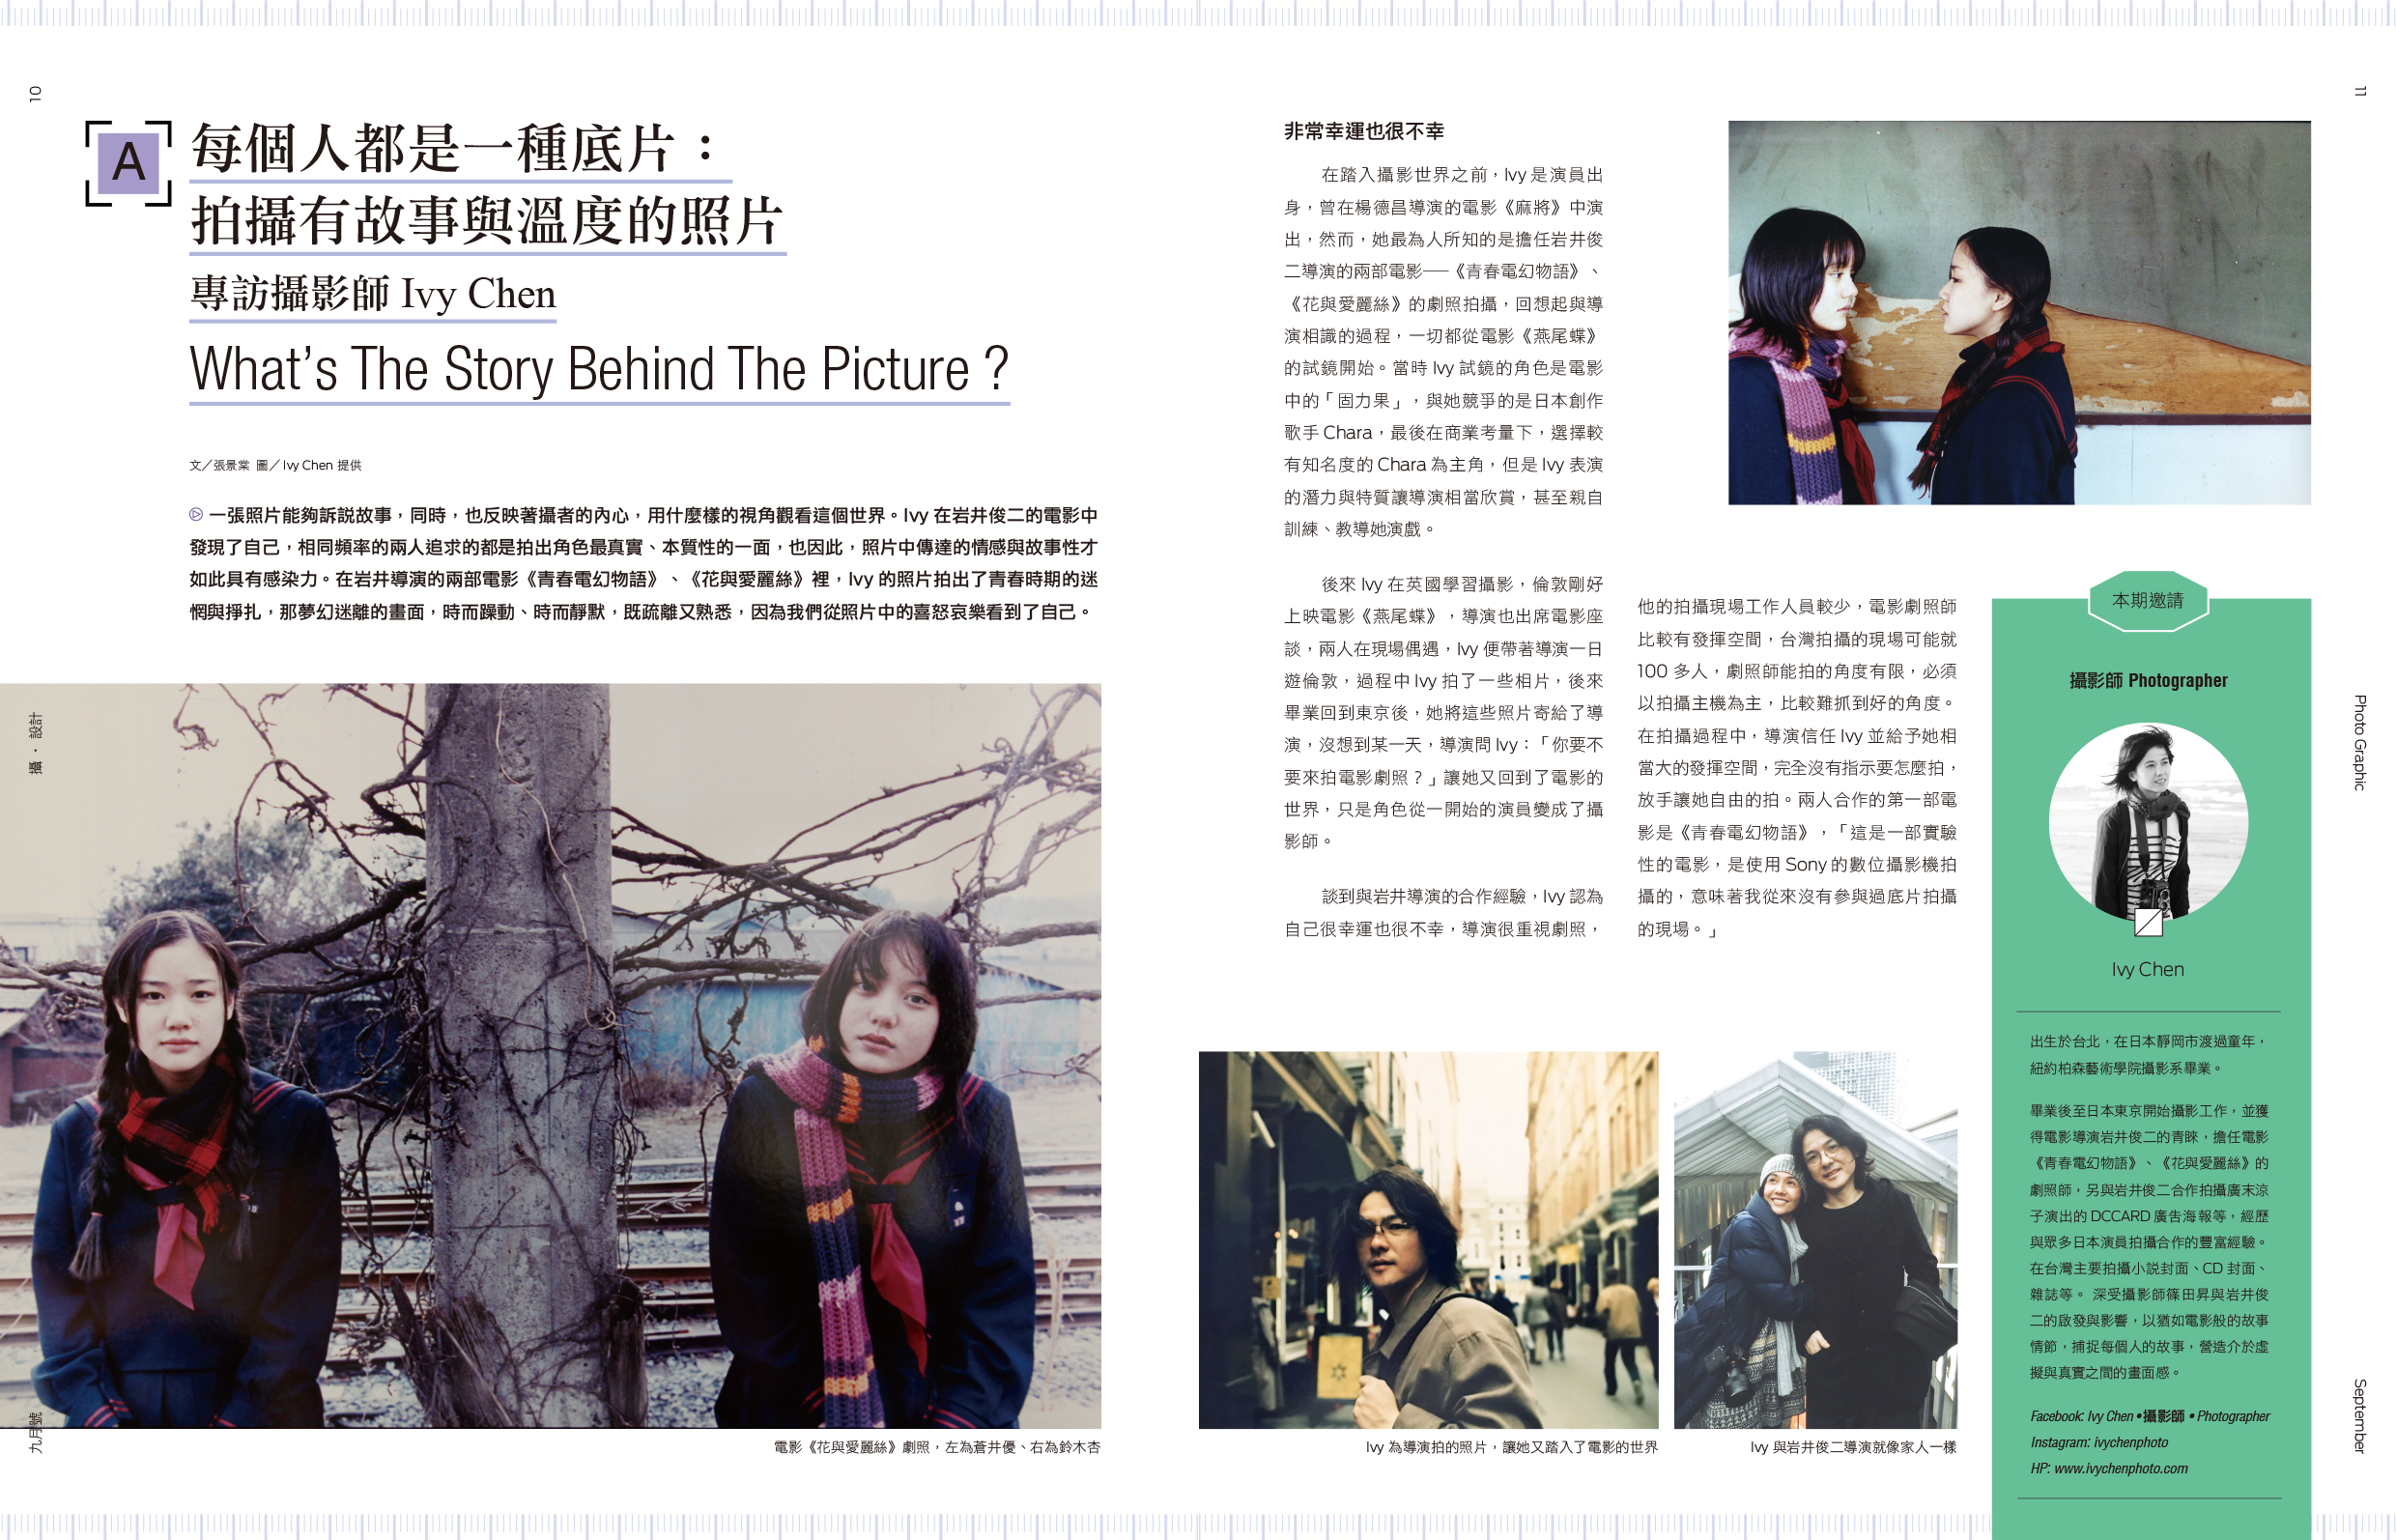 10
A
每個人都是一種底片：
拍攝有故事與溫度的照片
專訪攝影師 Ivy Chen
What's The Story Behind The Picture ?
文／張景棠 圖／Ivy Chen 提供
一張照片能夠訴說故事，同時，也反映著攝者的內心，用什麼樣的視角觀看這個世界。Ivy 在岩井俊二的電影中
發現了自己，相同頻率的兩人追求的都是拍出角色最真實、本質性的一面，也因此，照片中傳達的情感與故事性才
如此具有感染力。在岩井導演的兩部電影《青春電幻物語》、《花與愛麗絲》裡，Ivy 的照片拍出了青春時期的迷
惘與掙扎，那夢幻迷離的畫面，時而躁動、時而靜默，既疏離又熟悉，因為我們從照片中的喜怒哀樂看到了自己。
攝・設計
九月號
電影《花與愛麗絲》劇照，左為蒼井優、右為鈴木杏
非常幸運也很不幸
在踏入攝影世界之前，Ivy 是演員出
身，曾在楊德昌導演的電影《麻將》中演
出，然而，她最為人所知的是擔任岩井俊
二導演的兩部電影──《青春電幻物語》、
《花與愛麗絲》的劇照拍攝，回想起與導
演相識的過程，一切都從電影《燕尾蝶》
的試鏡開始。當時 Ivy 試鏡的角色是電影
中的「固力果」，與她競爭的是日本創作
歌手 Chara，最後在商業考量下，選擇較
有知名度的 Chara 為主角，但是 Ivy 表演
的潛力與特質讓導演相當欣賞，甚至親自
訓練、教導她演戲。
後來 Ivy 在英國學習攝影，倫敦剛好
上映電影《燕尾蝶》，導演也出席電影座
談，兩人在現場偶遇，Ivy 便帶著導演一日
遊倫敦，過程中 Ivy 拍了一些相片，後來
畢業回到東京後，她將這些照片寄給了導
演，沒想到某一天，導演問 Ivy：「你要不
要來拍電影劇照？」讓她又回到了電影的
世界，只是角色從一開始的演員變成了攝
影師。
談到與岩井導演的合作經驗，Ivy 認為
自己很幸運也很不幸，導演很重視劇照，
他的拍攝現場工作人員較少，電影劇照師
比較有發揮空間，台灣拍攝的現場可能就
100 多人，劇照師能拍的角度有限，必須
以拍攝主機為主，比較難抓到好的角度。
在拍攝過程中，導演信任 Ivy 並給予她相
當大的發揮空間，完全沒有指示要怎麼拍，
放手讓她自由的拍。兩人合作的第一部電
影是《青春電幻物語》，「這是一部實驗
性的電影，是使用 Sony 的數位攝影機拍
攝的，意味著我從來沒有參與過底片拍攝
的現場。」
Ivy 為導演拍的照片，讓她又踏入了電影的世界
Ivy 與岩井俊二導演就像家人一樣
本期邀請
攝影師 Photographer
Ivy Chen
出生於台北，在日本靜岡市渡過童年，
紐約柏森藝術學院攝影系畢業。
畢業後至日本東京開始攝影工作，並獲
得電影導演岩井俊二的青睞，擔任電影
《青春電幻物語》、《花與愛麗絲》的
劇照師，另與岩井俊二合作拍攝廣末涼
子演出的 DCCARD 廣告海報等，經歷
與眾多日本演員拍攝合作的豐富經驗。
在台灣主要拍攝小說封面、CD 封面、
雜誌等。 深受攝影師篠田昇與岩井俊
二的啟發與影響，以猶如電影般的故事
情節，捕捉每個人的故事，營造介於虛
擬與真實之間的畫面感。
Facebook: Ivy Chen • 攝影師 • Photographer
Instagram: ivychenphoto
HP: www.ivychenphoto.com
11
Photo Graphic
September